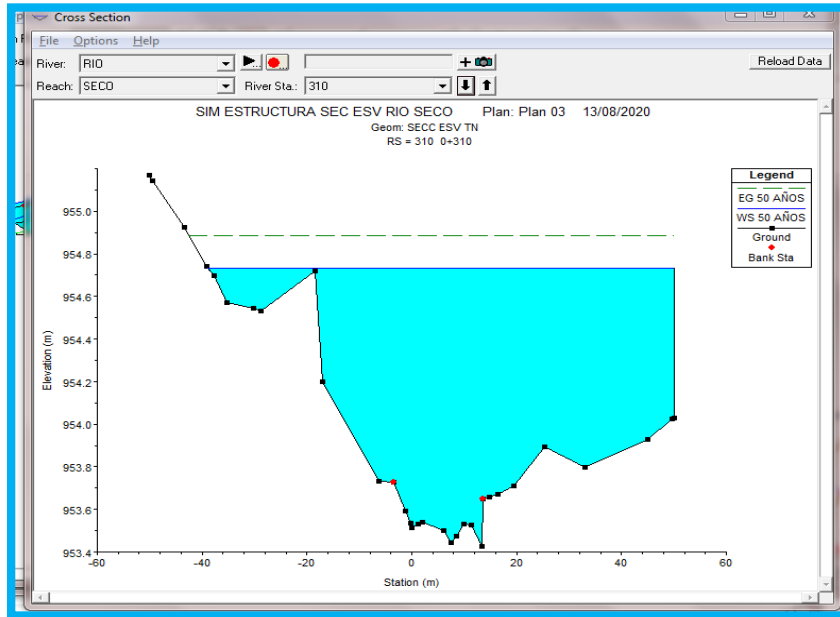 Cross Section
File Options Help
River: RIO
Reload Data
Reach: SECO River Sta.: 310
SIM ESTRUCTURA SEC ESV RIO SECO Plan: Plan 03 13/08/2020
Geom: SECC ESV TN
RS = 310 0+310
Legend
EG 50 AÑOS
WS 50 AÑOS
Ground
Bank Sta
Elevation (m)
955.0
954.8
954.6
954.4
954.2
954.0
953.8
953.6
953.4
-60 -40 -20 0 20 40 60
Station (m)